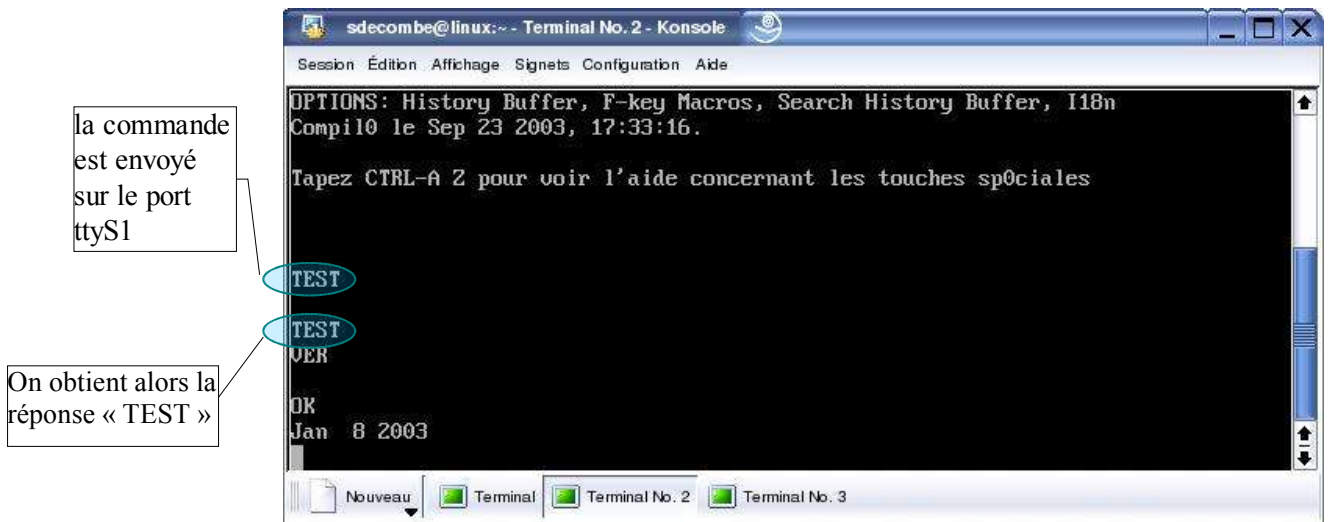 sdecombe@linux:~ - Terminal No. 2 - Konsole
Session Édition Affichage Signets Configuration Aide
OPTIONS: History Buffer, F-key Macros, Search History Buffer, I18n
Compil0 le Sep 23 2003, 17:33:16.
Tapez CTRL-A Z pour voir l'aide concernant les touches sp0ciales
la commande
est envoyé
sur le port
ttyS1
TEST
TEST
VER
On obtient alors la
réponse « TEST »
OK
Jan 8 2003
Nouveau Terminal Terminal No. 2 Terminal No. 3